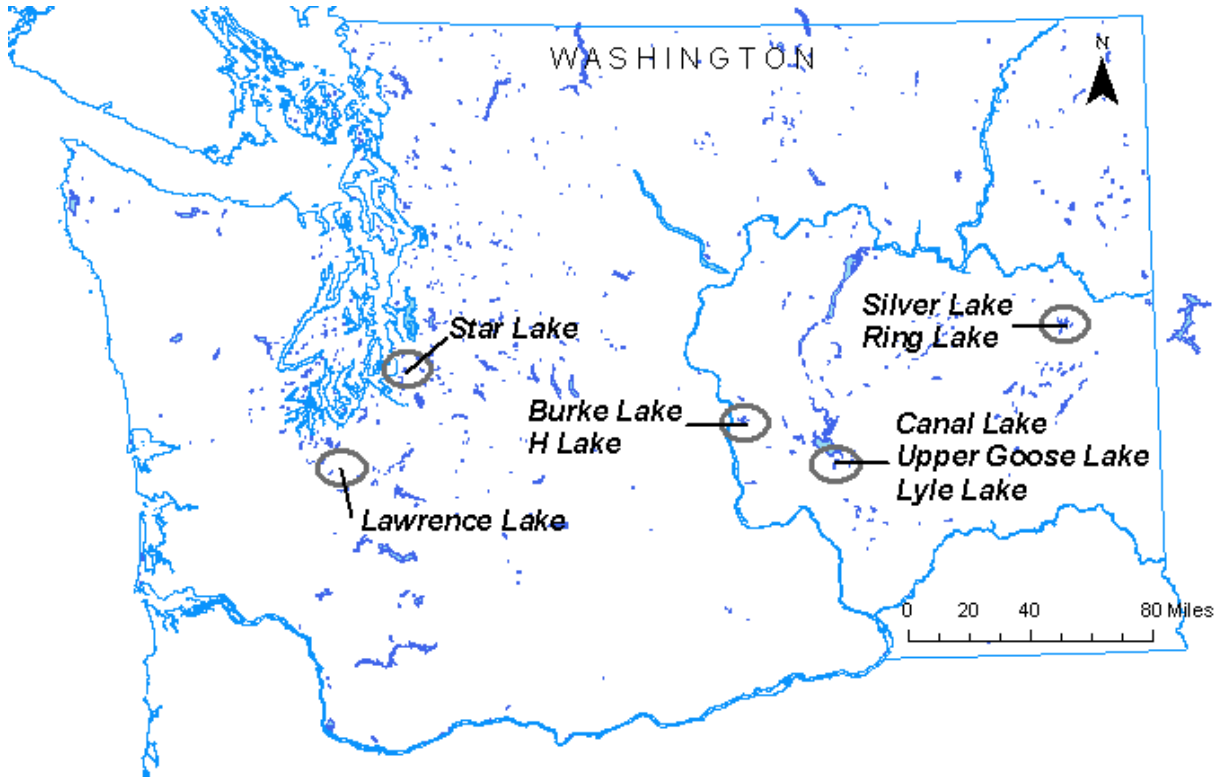 WASHINGTON
N
Silver Lake
Ring Lake
Star Lake
Burke Lake
H Lake
Canal Lake
Upper Goose Lake
Lyle Lake
Lawrence Lake
0 20 40 80 Miles